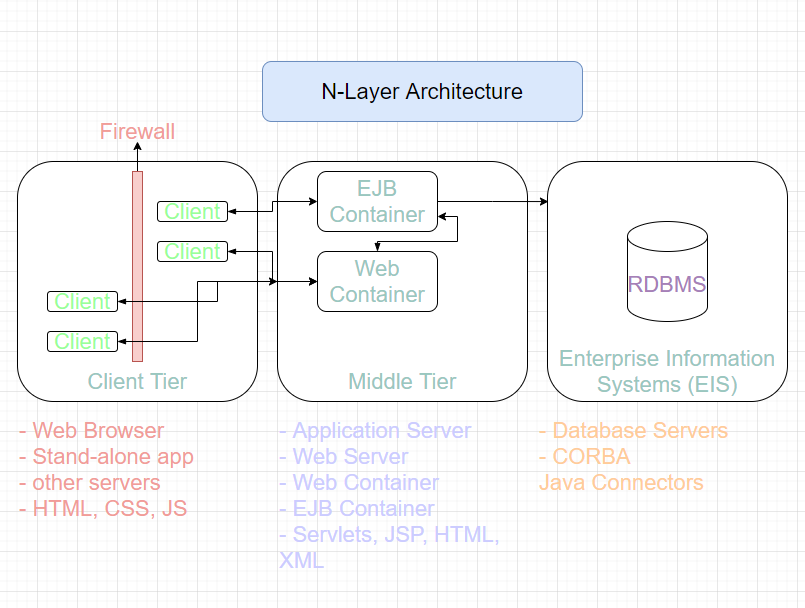 N-Layer Architecture
Firewall
Client
Client
Client
Client
Client Tier
EJB
Container
Web
Container
Middle Tier
RDBMS
Enterprise Information
Systems (EIS)
- Web Browser
- Stand-alone app
- other servers
- HTML, CSS, JS
- Application Server
- Web Server
- Web Container
- EJB Container
- Servlets, JSP, HTML,
XML
- Database Servers
- CORBA
Java Connectors